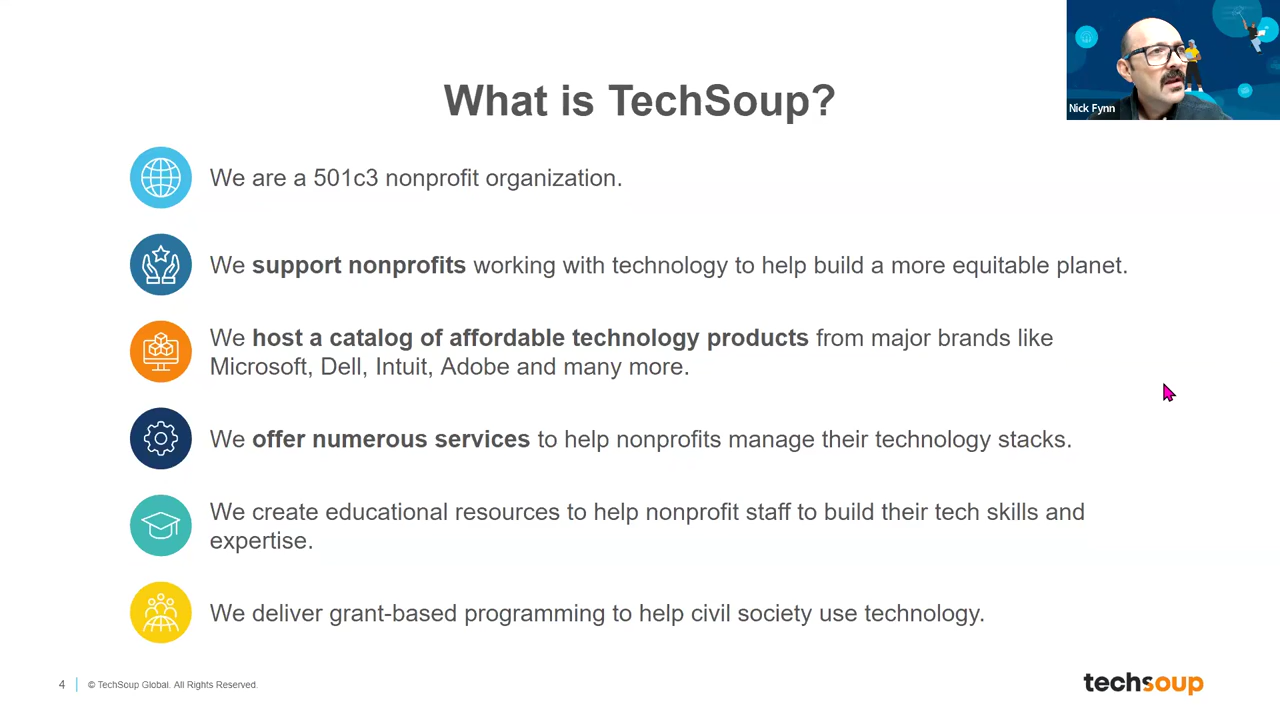 What is TechSoup?
Nick Fynn
We are a 501c3 nonprofit organization.
We support nonprofits working with technology to help build a more equitable planet.
We host a catalog of affordable technology products from major brands like
Microsoft, Dell, Intuit, Adobe and many more.
We offer numerous services to help nonprofits manage their technology stacks.
We create educational resources to help nonprofit staff to build their tech skills and
expertise.
We deliver grant-based programming to help civil society use technology.
4 © TechSoup Global. All Rights Reserved.
techsoup